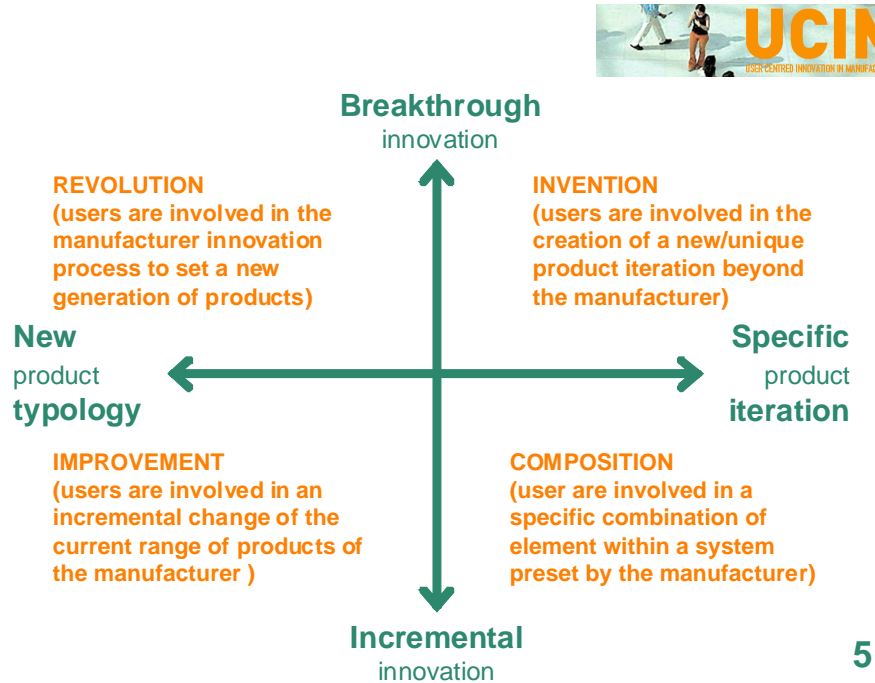 UCIN
USER CENTRED INNOVATION IN
Breakthrough
innovation
REVOLUTION
(users are involved in the
manufacturer innovation
process to set a new
generation of products)
INVENTION
(users are involved in the
creation of a new/unique
product iteration beyond
the manufacturer)
New
product
typology
Specific
product
iteration
IMPROVEMENT
(users are involved in an
incremental change of the
current range of products of
the manufacturer )
COMPOSITION
(user are involved in a
specific combination of
element within a system
preset by the manufacturer)
Incremental
innovation
5